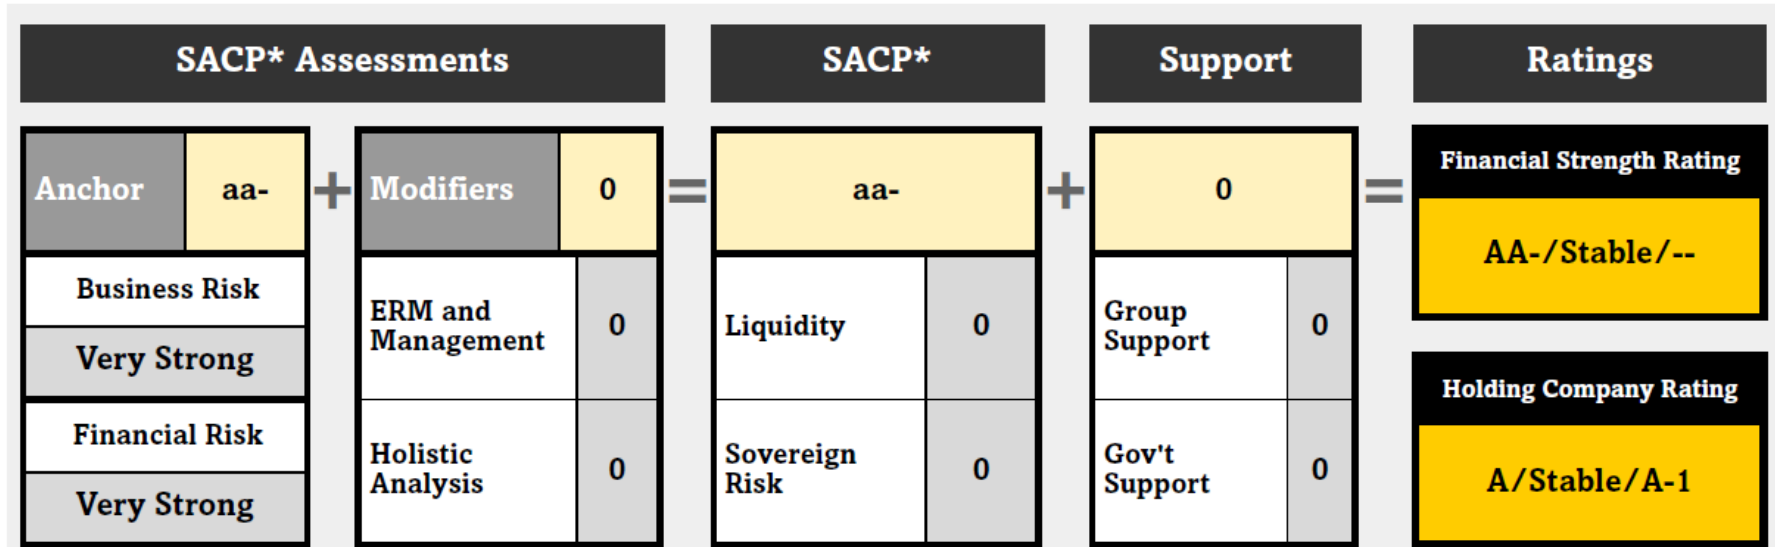 SACP* Assessments
SACP*
Support
Ratings
Anchor
aa-
+
Modifiers
0
=
aa-
+
0
=
Financial Strength Rating
AA-/Stable/--
Business Risk
Very Strong
Financial Risk
Very Strong
ERM and
Management
0
Holistic
Analysis
0
Liquidity
0
Sovereign
Risk
0
Group
Support
0
Gov't
Support
0
Holding Company Rating
A/Stable/A-1